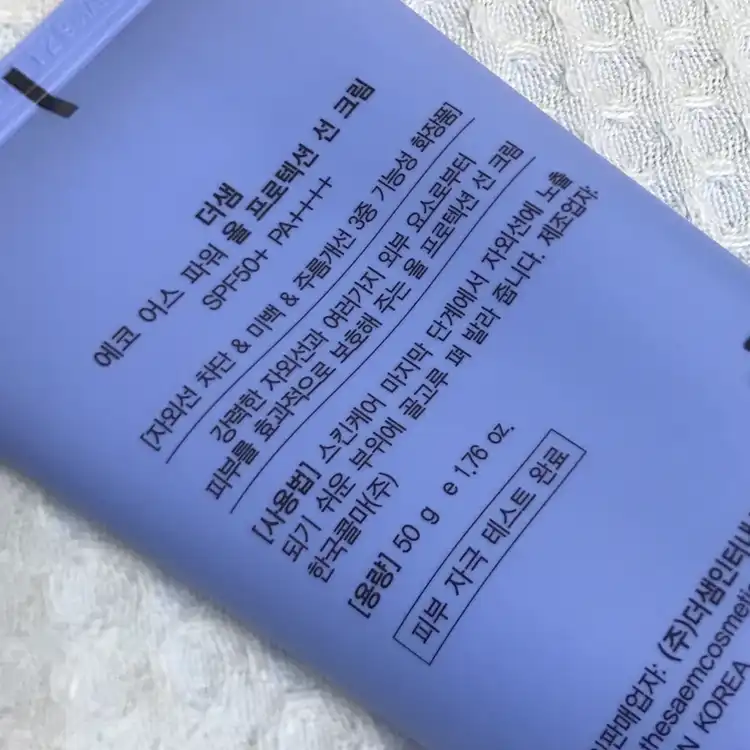 더샘
에코 어스 파워 올 프로텍션 선 크림
SPF50+ PA++++
[자외선 차단 & 미백 & 주름개선 3중 기능성 화장품]
강력한 자외선과 여러가지 외부 요소로부터
피부를 효과적으로 보호해 주는 올 프로텍션 선 크림
[사용법] 스킨케어 마지막 단계에서 자외선에 노출
되기 쉬운 부위에 골고루 펴 발라 줍니다. 제조업자:
한국콜마(주)
[용량] 50 g e 1.76 oz.
피부 자극 테스트 완료
판매업자: (주)더샘인터내
thesaemcosmetic
N KOREA